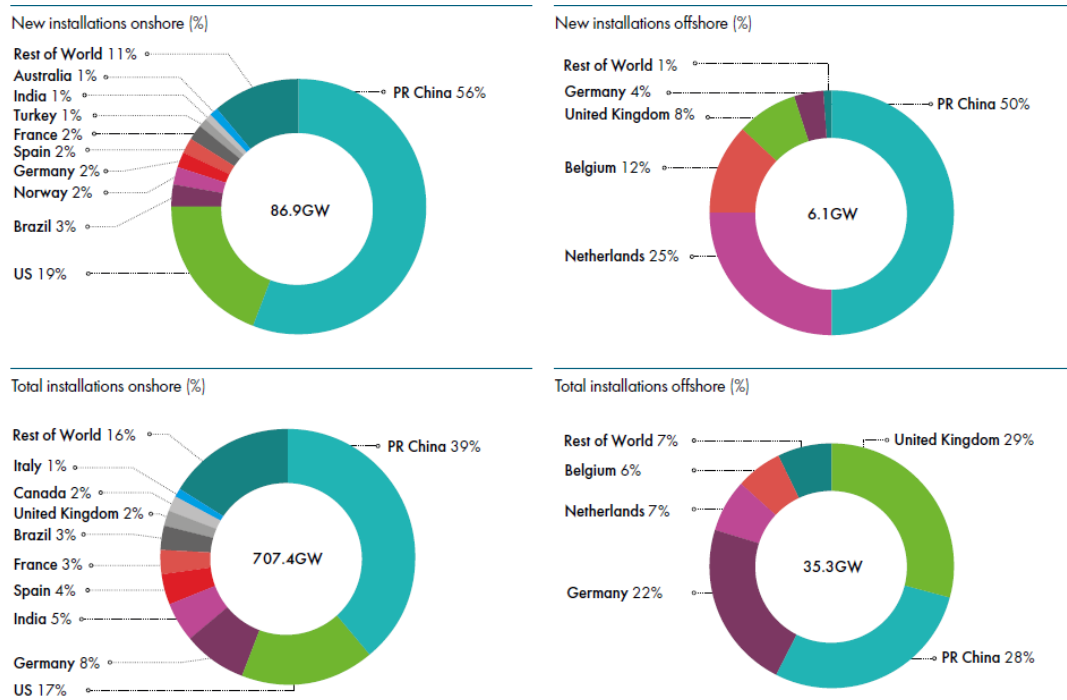 New installations onshore (%)
Rest of World 11%
Australia 1%
India 1%
Turkey 1%
France 2%
Spain 2%
Germany 2%
Norway 2%
Brazil 3%
US 19%
PR China 56%
86.9GW
New installations offshore (%)
Rest of World 1%
Germany 4%
United Kingdom 8%
Belgium 12%
Netherlands 25%
PR China 50%
6.1GW
Total installations onshore (%)
Rest of World 16%
Italy 1%
Canada 2%
United Kingdom 2%
Brazil 3%
France 3%
Spain 4%
India 5%
Germany 8%
US 17%
PR China 39%
707.4GW
Total installations offshore (%)
Rest of World 7%
Belgium 6%
Netherlands 7%
Germany 22%
United Kingdom 29%
PR China 28%
35.3GW